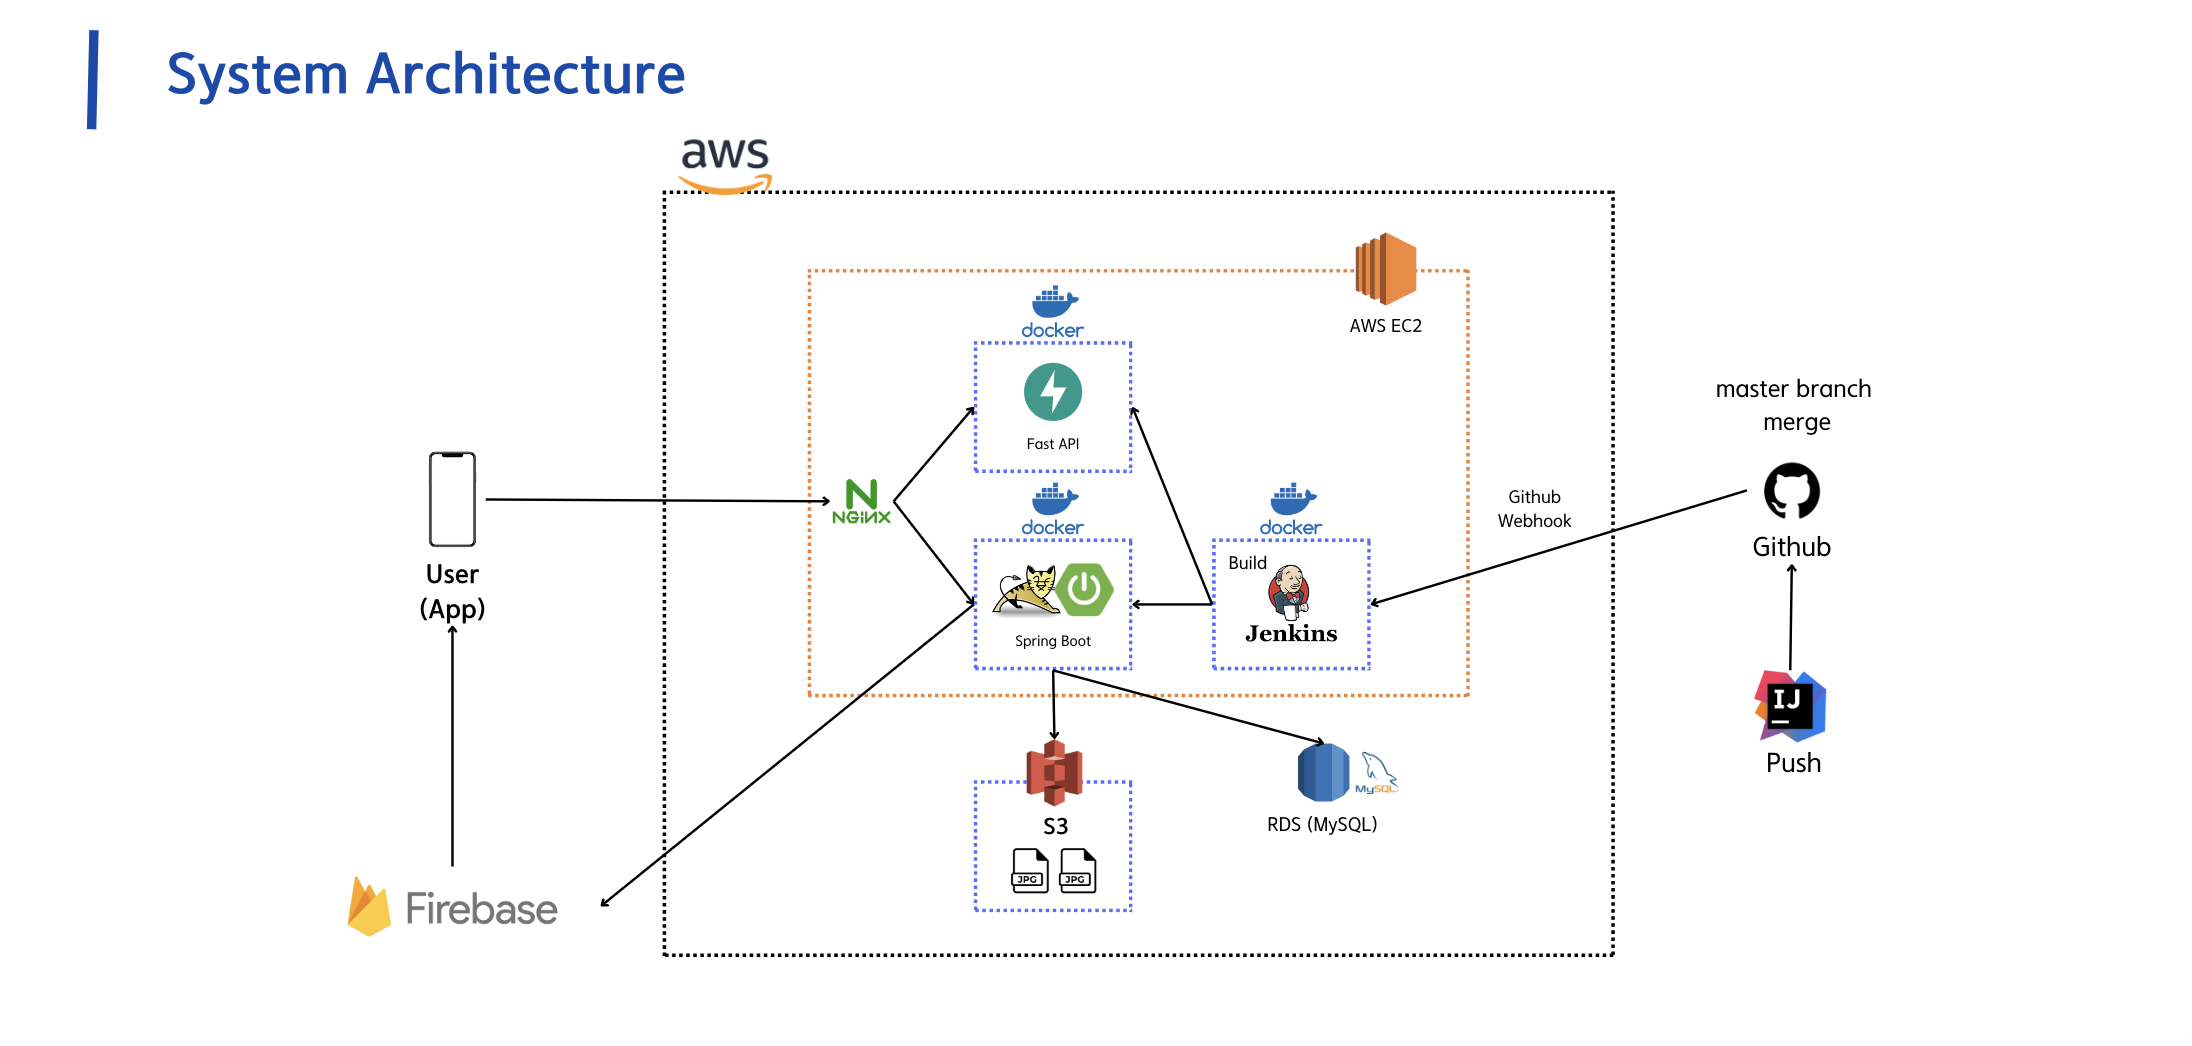 System Architecture
aws
AWS EC2
docker
Fast API
master branch
merge
Github
Webhook
NGINX
docker
docker
Build
Jenkins
Spring Boot
Github
User
(App)
IJ
Push
MySQL
RDS (MySQL)
S3
JPG
JPG
Firebase